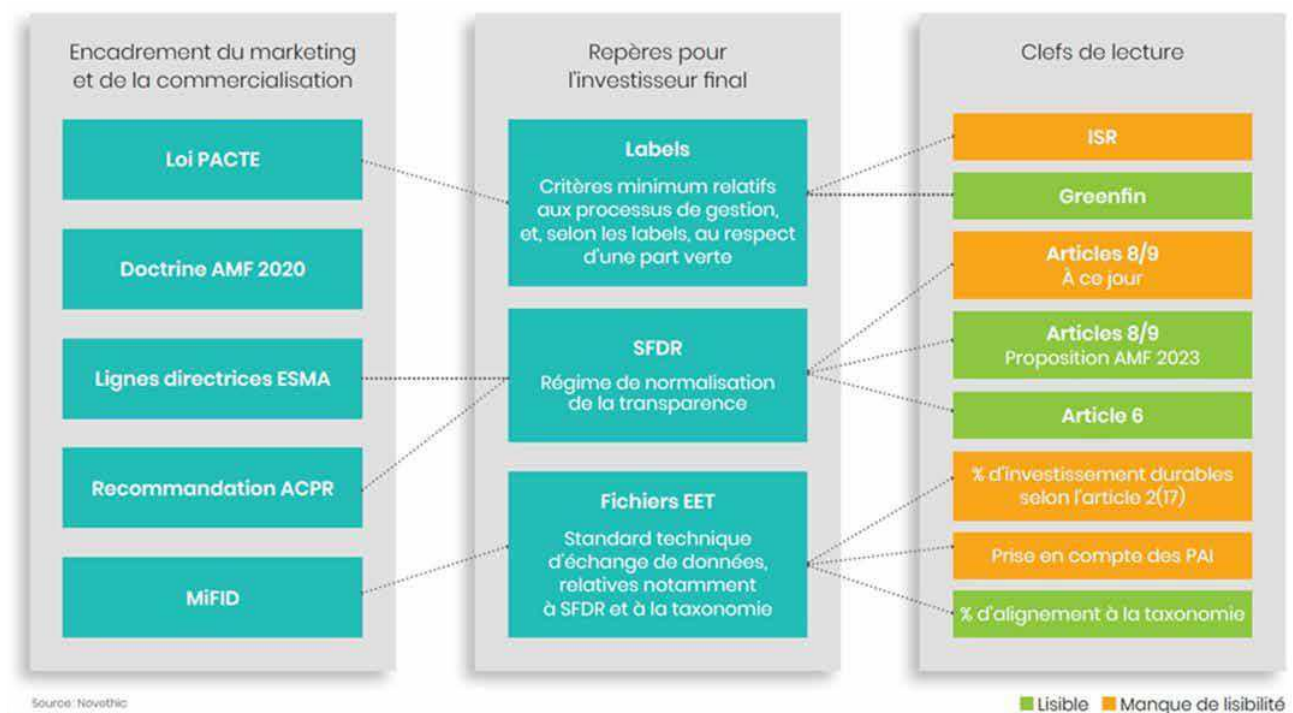 Encadrement du marketing
et de la commercialisation
Loi PACTE
Doctrine AMF 2020
Lignes directrices ESMA
Recommandation ACPR
MiFID
Repères pour
l'investisseur final
Labels
Critères minimum relatifs
aux processus de gestion,
et, selon les labels, au respect
d'une part verte
SFDR
Régime de normalisation
de la transparence
Fichiers EET
Standard technique
d'échange de données,
relatives notamment
à SFDR et à la taxonomie
Clefs de lecture
ISR
Greenfin
Articles 8/9
À ce jour
Articles 8/9
Proposition AMF 2023
Article 6
% d'investissement durables
selon l'article 2(17)
Prise en compte des PAI
% d'alignement à la taxonomie
Source : Novethic
Lisible Manque de lisibilité